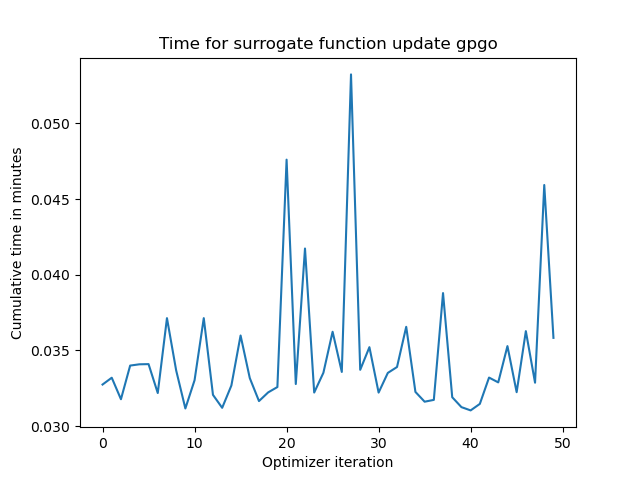 Time for surrogate function update gpgo
Cumulative time in minutes
0.050
0.045
0.040
0.035
0.030
0 10 20 30 40 50
Optimizer iteration